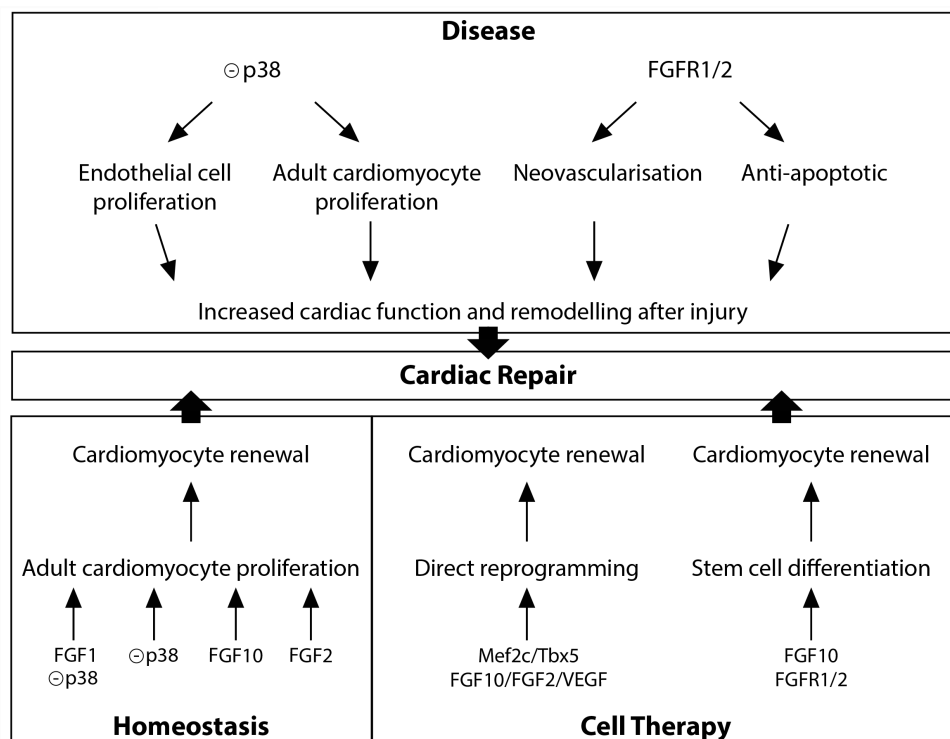 Disease
⊖p38
FGFR1/2
Endothelial cell
proliferation
Adult cardiomyocyte
proliferation
Neovascularisation
Anti-apoptotic
Increased cardiac function and remodelling after injury
Cardiac Repair
Cardiomyocyte renewal
Adult cardiomyocyte proliferation
FGF1
⊖p38
⊖p38
FGF10
FGF2
Homeostasis
Cardiomyocyte renewal
Direct reprogramming
Mef2c/Tbx5
FGF10/FGF2/VEGF
Cardiomyocyte renewal
Stem cell differentiation
FGF10
FGFR1/2
Cell Therapy